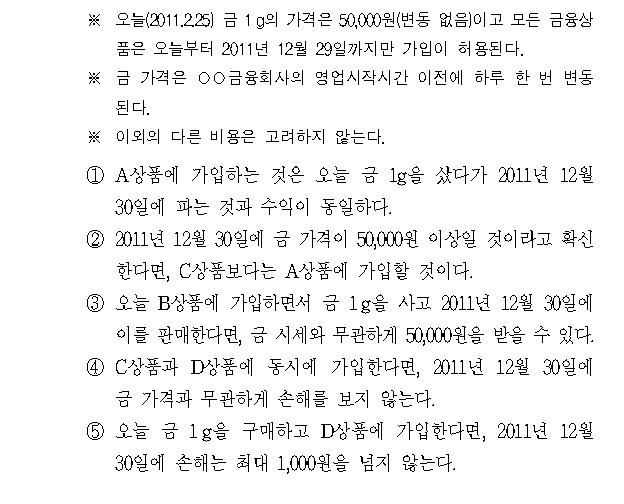 ※ 오늘(2011.2.25) 금 1g의 가격은 50,000원(변동 없음)이고 모든 금융상
품은 오늘부터 2011년 12월 29일까지만 가입이 허용된다.
※ 금 가격은 ○○금융회사의 영업시작시간 이전에 하루 한 번 변동
된다.
※ 이외의 다른 비용은 고려하지 않는다.
① A상품에 가입하는 것은 오늘 금 1g을 샀다가 2011년 12월
30일에 파는 것과 수익이 동일하다.
② 2011년 12월 30일에 금 가격이 50,000원 이상일 것이라고 확신
한다면, C상품보다는 A상품에 가입할 것이다.
③ 오늘 B상품에 가입하면서 금 1g을 사고 2011년 12월 30일에
이를 판매한다면, 금 시세와 무관하게 50,000원을 받을 수 있다.
④ C상품과 D상품에 동시에 가입한다면, 2011년 12월 30일에
금 가격과 무관하게 손해를 보지 않는다.
⑤ 오늘 금 1g을 구매하고 D상품에 가입한다면, 2011년 12월
30일에 손해는 최대 1,000원을 넘지 않는다.